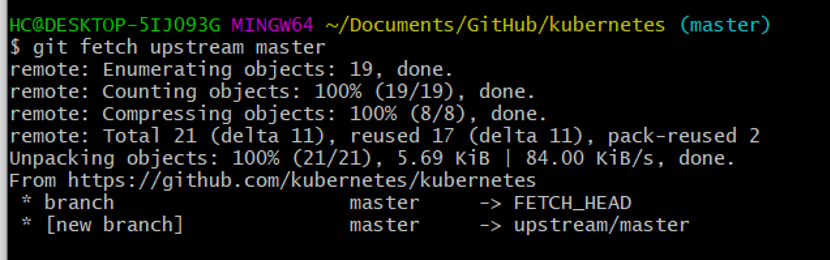 HC@DESKTOP-5IJO93G MINGW64 ~/Documents/GitHub/kubernetes (master)
$ git fetch upstream master
remote: Enumerating objects: 19, done.
remote: Counting objects: 100% (19/19), done.
remote: Compressing objects: 100% (8/8), done.
remote: Total 21 (delta 11), reused 17 (delta 11), pack-reused 2
Unpacking objects: 100% (21/21), 5.69 KiB | 84.00 KiB/s, done.
From https://github.com/kubernetes/kubernetes
 * branch                  master     -> FETCH_HEAD
 * [new branch]            master     -> upstream/master